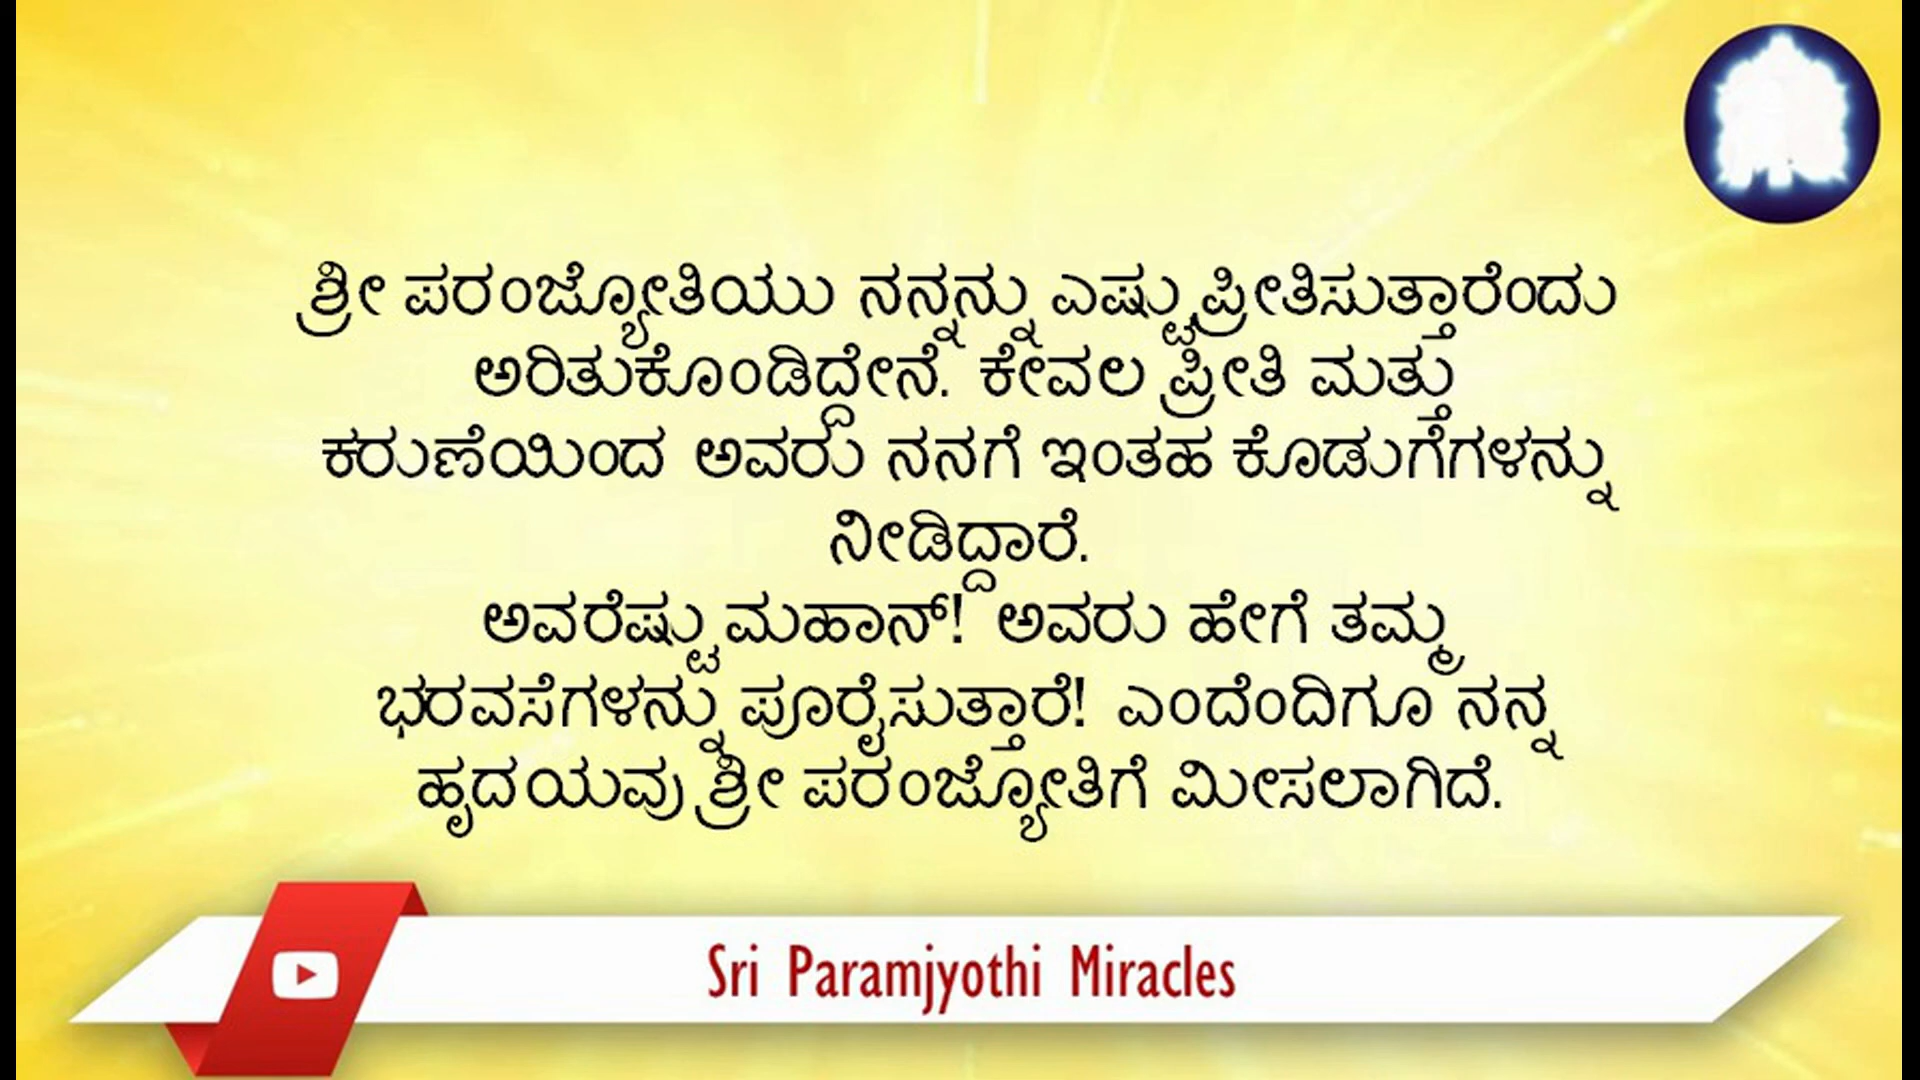 ಶ್ರೀ ಪರಂಜ್ಯೋತಿಯು ನನ್ನನ್ನು ಎಷ್ಟು ಪ್ರೀತಿಸುತ್ತಾರೆಂದು
ಅರಿತುಕೊಂಡಿದ್ದೇನೆ. ಕೇವಲ ಪ್ರೀತಿ ಮತ್ತು
ಕರುಣೆಯಿಂದ ಅವರು ನನಗೆ ಇಂತಹ ಕೊಡುಗೆಗಳನ್ನು
ನೀಡಿದ್ದಾರೆ.
ಅವರೆಷ್ಟು ಮಹಾನ್! ಅವರು ಹೇಗೆ ತಮ್ಮ
ಭರವಸೆಗಳನ್ನು ಪೂರೈಸುತ್ತಾರೆ! ಎಂದೆಂದಿಗೂ ನನ್ನ
ಹೃದಯವು ಶ್ರೀ ಪರಂಜ್ಯೋತಿಗೆ ಮೀಸಲಾಗಿದೆ.
Sri Paramjyothi Miracles